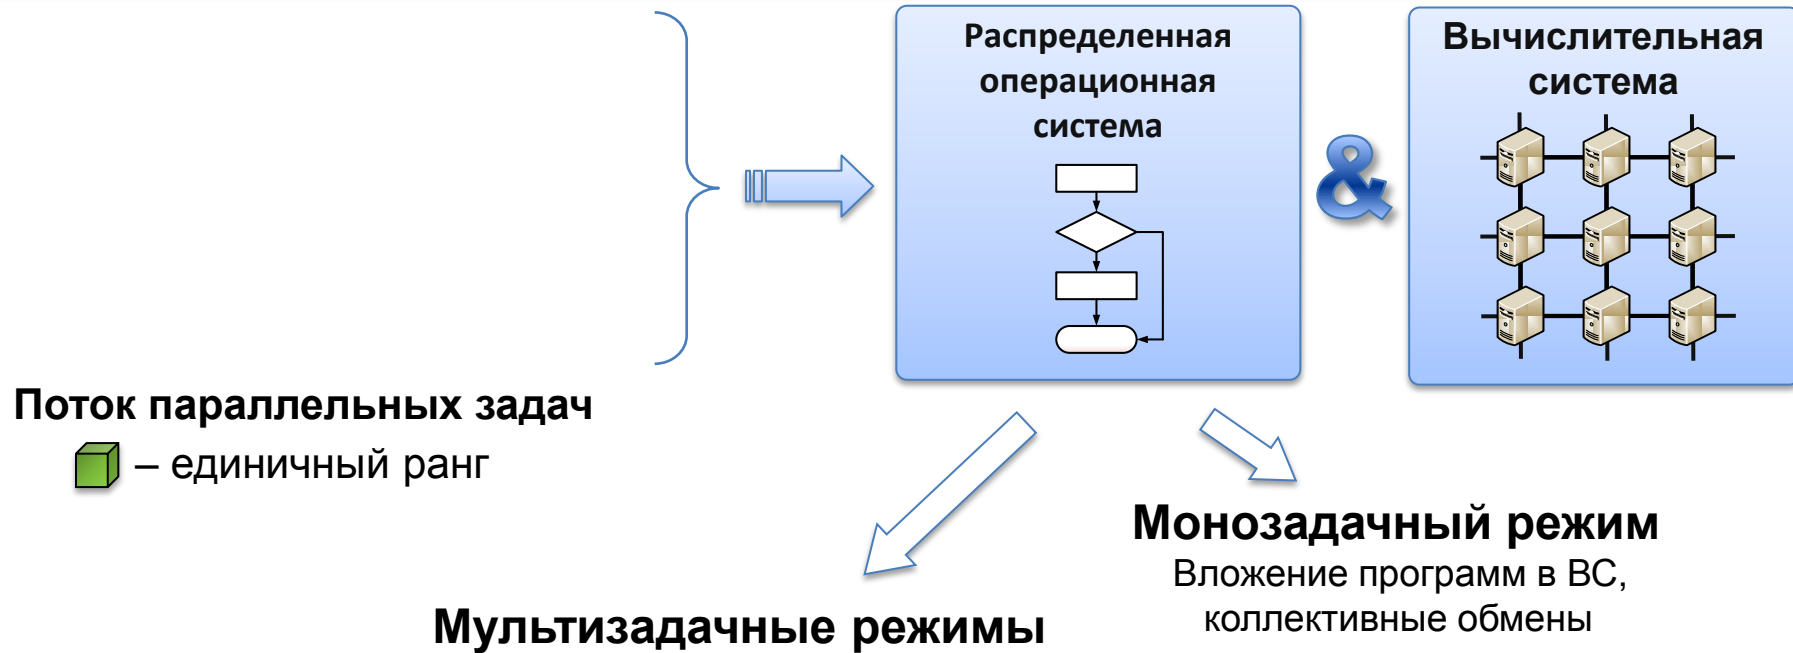 Распределенная
операционная
система
&
Вычислительная
система
Поток параллельных задач
– единичный ранг
Монозадачный режим
Вложение программ в ВС,
коллективные обмены
Мультизадачные режимы